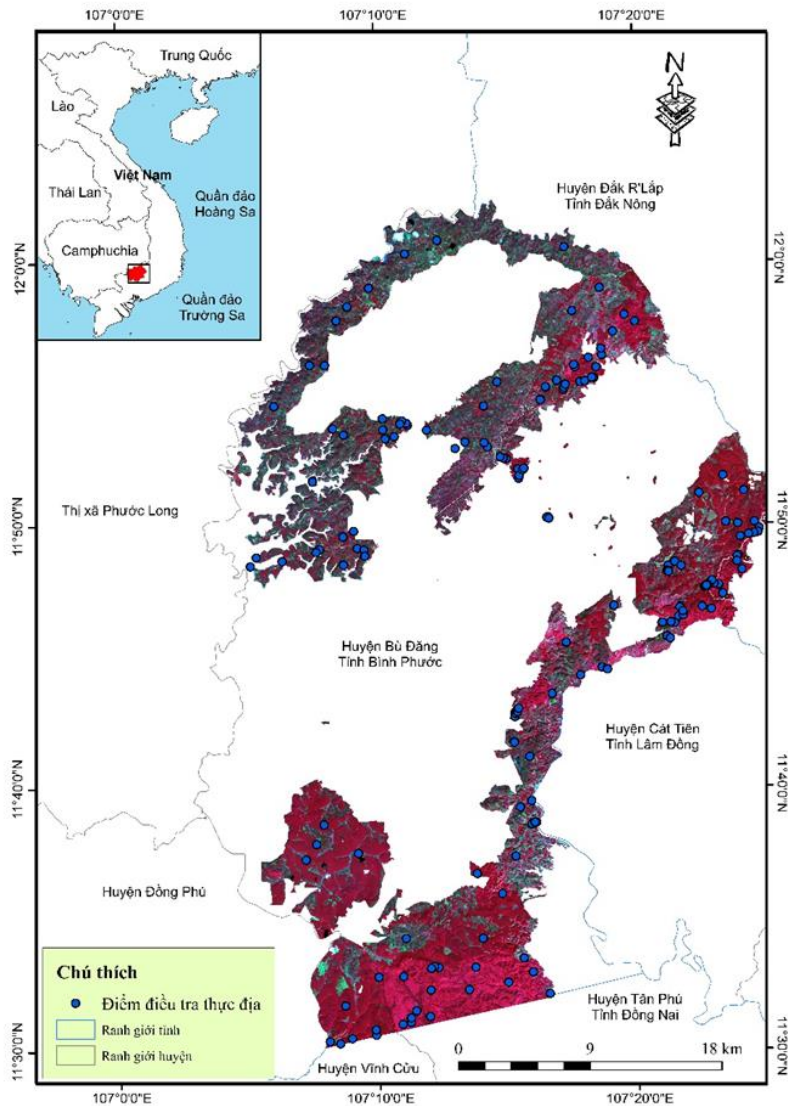 107°0'0"E
107°10'0"E
107°20'0"E
Trung Quốc
Lào
Việt Nam
Thái Lan
Quần đảo
Hoàng Sa
Camphuchia
Quần đảo
Trường Sa
N
Huyện Đắk R'Lắp
Tỉnh Đắk Nông
12°0'0"N
12°0'0"N
Thị xã Phước Long
11°50'0"N
11°50'0"N
Huyện Bù Đăng
Tỉnh Bình Phước
Huyện Cát Tiên
Tỉnh Lâm Đồng
11°40'0"N
11°40'0"N
Huyện Đồng Phú
Chú thích
Điểm điều tra thực địa
Ranh giới tỉnh
Ranh giới huyện
Huyện Tân Phú
Tỉnh Đồng Nai
11°30'0"N
11°30'0"N
Huyện Vĩnh Cửu
0 9 18 km
107°0'0"E
107°10'0"E
107°20'0"E